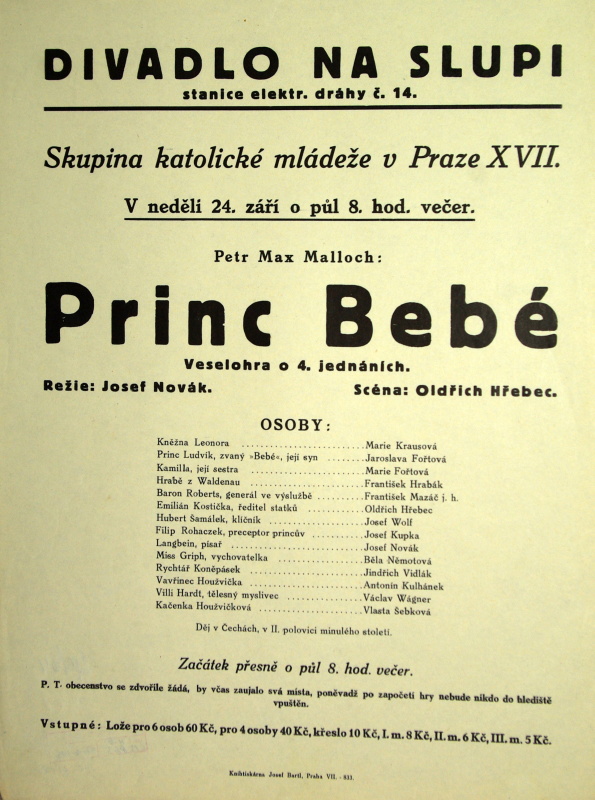 DIVADLO NA SLUPI
stanice elektr. dráhy č. 14.
Skupina katolické mládeže v Praze XVII.
V neděli 24. září o půl 8. hod. večer.
Petr Max Malloch:
Princ Bebé
Veselohra o 4. jednáních.
Režie: Josef Novák. Scéna: Oldřich Hřebec.
OSOBY:
Kněžna Leonora ........................ Marie Krausová
Princ Ludvík, zvaný »Bebé«, její syn ........ Jaroslava Fořtová
Kamilla, její sestra ........................ Marie Fořtová
Hrabě z Waldenau ........................ František Hrabák
Baron Roberts, generál ve výslužbě .......... František Mazáč j. h.
Emilián Kostička, ředitel statků ............ Oldřich Hřebec
Hubert Šamálek, klíčník .................... Josef Wolf
Filip Rohaczek, preceptor princův ............ Josef Kupka
Langbein, písař ........................ Josef Novák
Miss Griph, vychovatelka .................. Běla Němotová
Rychtář Koněpásek ...................... Jindřich Vidlák
Vavřinec Houžvička ...................... Antonín Kulhánek
Villi Hardt, tělesný myslivec ................ Václav Wágner
Kačenka Houžvičková .................... Vlasta Šebková
Děj v Čechách, v II. polovici minulého století.
Začátek přesně o půl 8. hod. večer.
P. T. obecenstvo se zdvořile žádá, by včas zaujalo svá místa, poněvadž po započetí hry nebude nikdo do hlediště
vpuštěn.
Vstupné: Lože pro 6 osob 60 Kč, pro 4 osoby 40 Kč, křeslo 10 Kč, I. m. 8 Kč, II. m. 6 Kč, III. m. 5 Kč.
Knihtiskárna Josef Bartl, Praha VII. - 833.